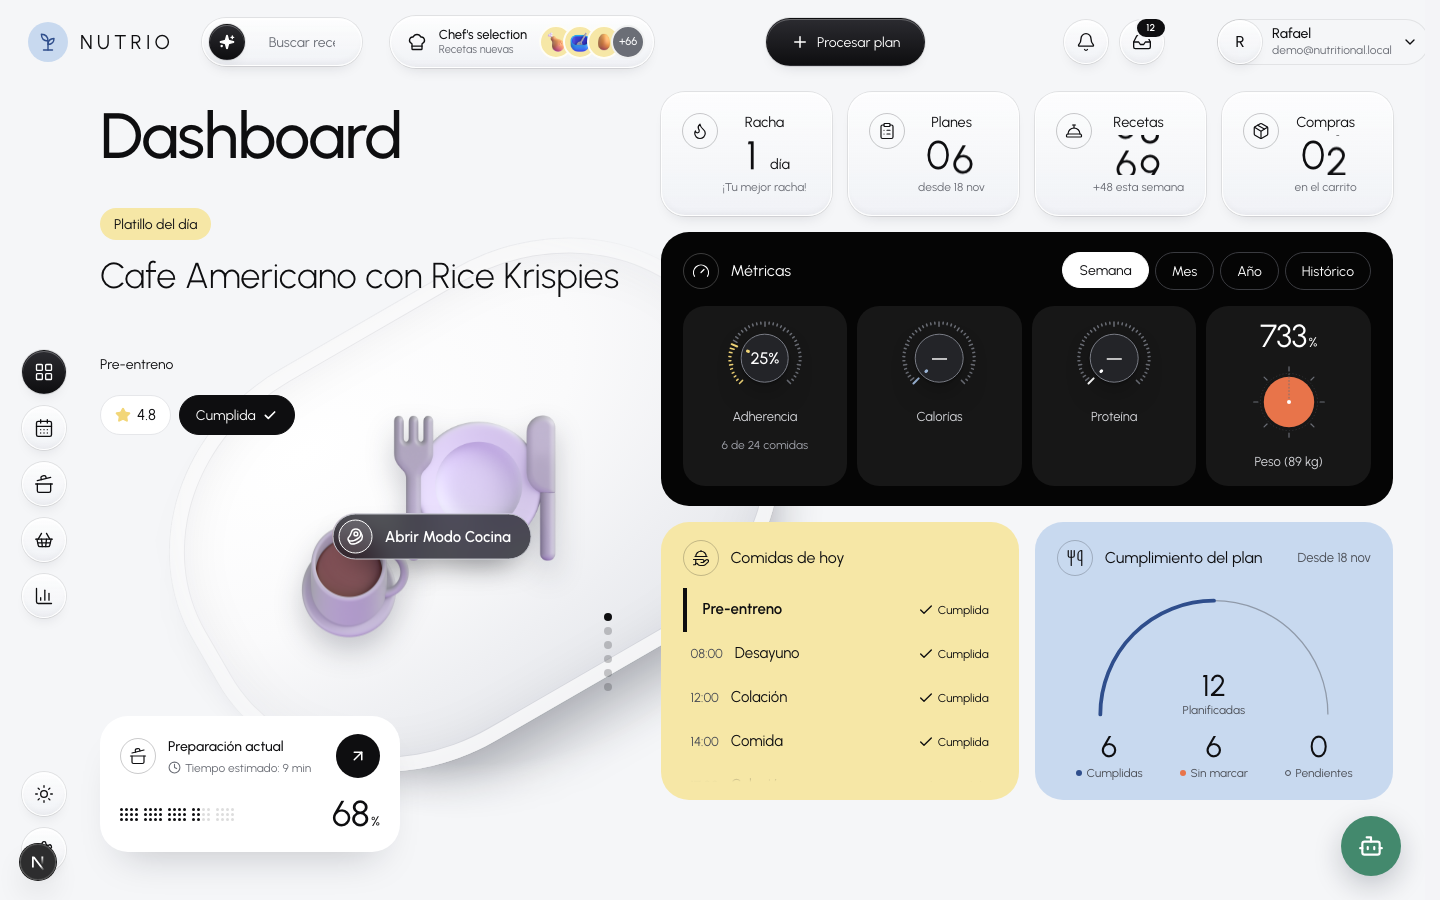 NUTRIO
Buscar rece
Chef's selection
Recetas nuevas
+66
Procesar plan
12
R
Rafael
demo@nutritional.local
Dashboard
Platillo del día
Cafe Americano con Rice Krispies
Pre-entreno
4.8
Cumplida
Abrir Modo Cocina
Preparación actual
Tiempo estimado: 9 min
68%
N
Racha
1 día
¡Tu mejor racha!
Planes
06
desde 18 nov
Recetas
69
+48 esta semana
Compras
02
en el carrito
Métricas
Semana
Mes
Año
Histórico
25%
Adherencia
6 de 24 comidas
—
Calorías
—
Proteína
733%
Peso (89 kg)
Comidas de hoy
Pre-entreno
Cumplida
08:00 Desayuno
Cumplida
12:00 Colación
Cumplida
14:00 Comida
Cumplida
Cumplimiento del plan
Desde 18 nov
12
Planificadas
6
Cumplidas
6
Sin marcar
0
Pendientes